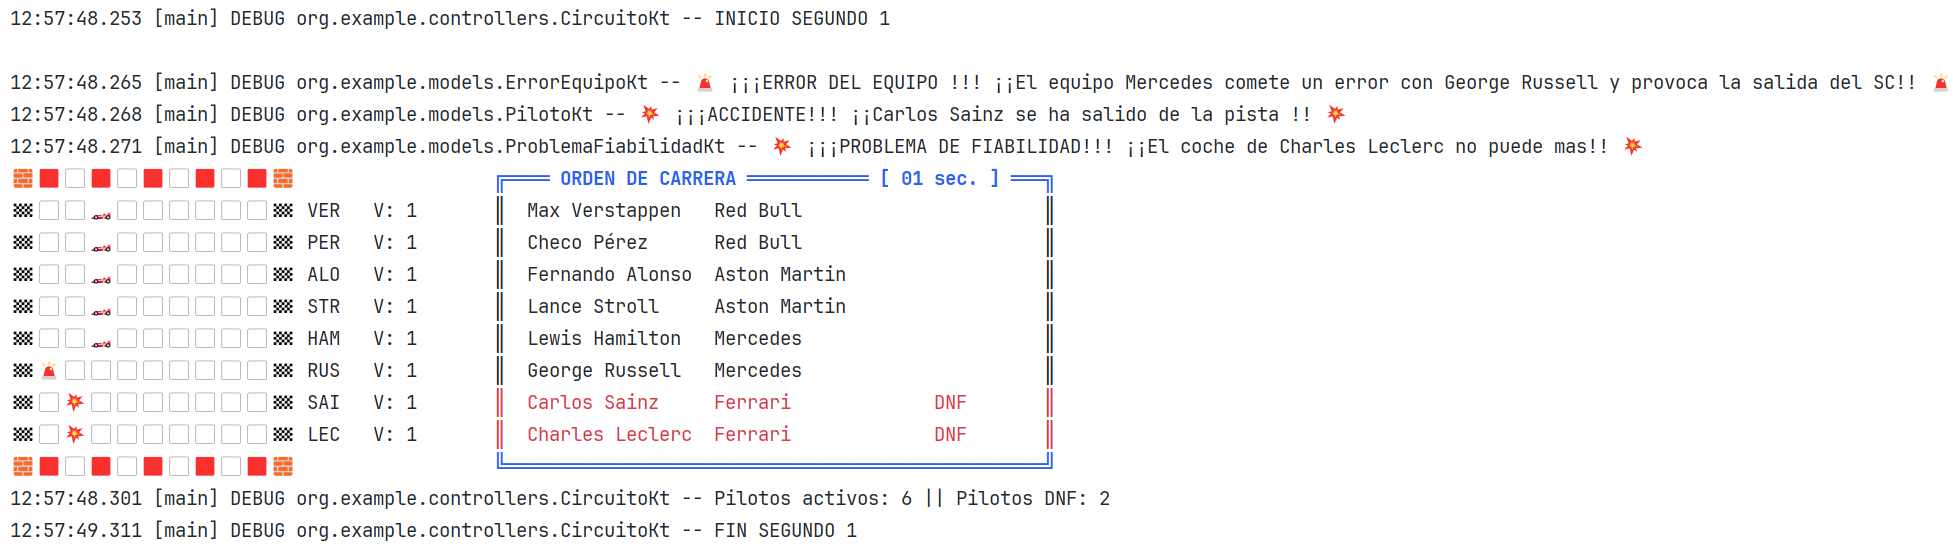 12:57:48.253 [main] DEBUG org.example.controllers.CircuitoKt -- INICIO SEGUNDO 1
12:57:48.265 [main] DEBUG org.example.models.ErrorEquipoKt -- 🚨 ¡¡¡ERROR DEL EQUIPO !!! ¡¡El equipo Mercedes comete un error con George Russell y provoca la salida del SC!! 🚨
12:57:48.268 [main] DEBUG org.example.models.PilotoKt -- 💥 ¡¡¡ACCIDENTE!!! ¡¡Carlos Sainz se ha salido de la pista !! 💥
12:57:48.271 [main] DEBUG org.example.models.ProblemaFiabilidadKt -- 💥 ¡¡¡PROBLEMA DE FIABILIDAD!!! ¡¡El coche de Charles Leclerc no puede mas!! 💥
ORDEN DE CARRERA [ 01 sec. ]
VER V: 1 Max Verstappen Red Bull
PER V: 1 Checo Pérez Red Bull
ALO V: 1 Fernando Alonso Aston Martin
STR V: 1 Lance Stroll Aston Martin
HAM V: 1 Lewis Hamilton Mercedes
RUS V: 1 George Russell Mercedes
SAI V: 1 Carlos Sainz Ferrari DNF
LEC V: 1 Charles Leclerc Ferrari DNF
12:57:48.301 [main] DEBUG org.example.controllers.CircuitoKt -- Pilotos activos: 6 || Pilotos DNF: 2
12:57:49.311 [main] DEBUG org.example.controllers.CircuitoKt -- FIN SEGUNDO 1